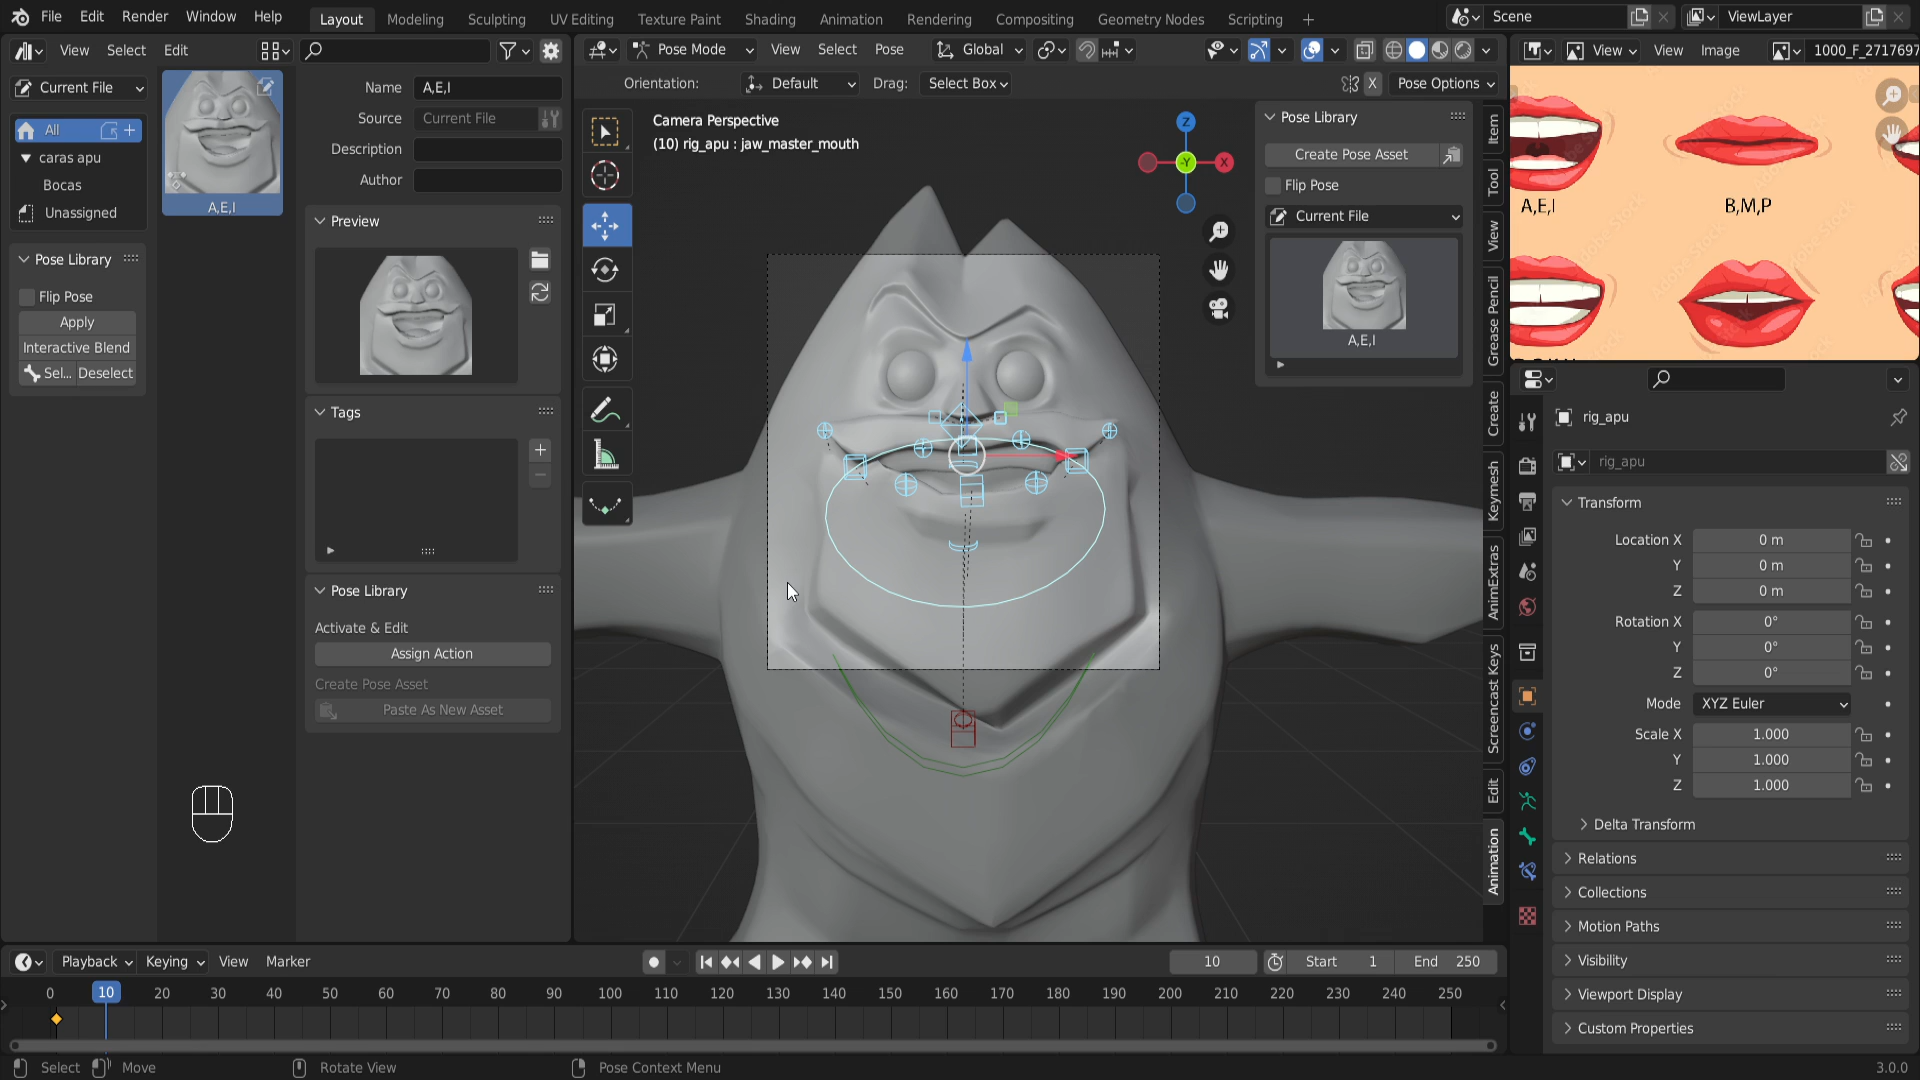 File Edit Render Window Help Layout Modeling Sculpting UV Editing Texture Paint Shading Animation Rendering Compositing Geometry Nodes Scripting + Scene ViewLayer
View Select Edit
Pose Mode View Select Pose Global
View View Image 1000_F_2717697
Orientation: Default Drag: Select Box X Pose Options
Current File
All
caras apu
Bocas
Unassigned
Pose Library
Flip Pose
Apply
Interactive Blend
Sel... Deselect
A,E,I
Name A,E,I
Source Current File
Description
Author
Preview
Tags
Pose Library
Activate & Edit
Assign Action
Create Pose Asset
Paste As New Asset
Camera Perspective
(10) rig_apu : jaw_master_mouth
Z
-Y
X
Pose Library
Create Pose Asset
Flip Pose
Current File
A,E,I
Item
Tool
View
Grease Pencil
Create
Keymesh
AnimExtras
Screencast Keys
Edit
Animation
A,E,I
B,M,P
rig_apu
rig_apu
Transform
Location X 0 m
Y 0 m
Z 0 m
Rotation X 0°
Y 0°
Z 0°
Mode XYZ Euler
Scale X 1.000
Y 1.000
Z 1.000
Delta Transform
Relations
Collections
Motion Paths
Visibility
Viewport Display
Custom Properties
Playback Keying View Marker 10 Start 1 End 250
0 10 20 30 40 50 60 70 80 90 100 110 120 130 140 150 160 170 180 190 200 210 220 230 240 250
Select Move Rotate View Pose Context Menu 3.0.0